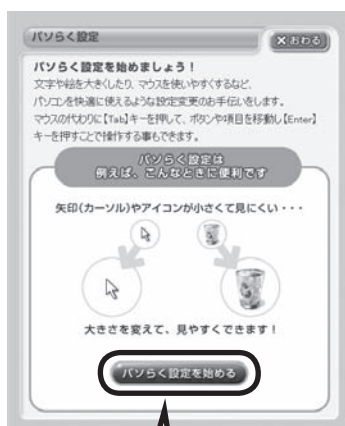 パソらく設定
×おわる
パソらく設定を始めましょう！
文字や絵を大きくしたり、マウスを使いやすくするなど、
パソコンを快適に使えるような設定変更のお手伝いをします。
マウスの代わりに【Tab】キーを押して、ボタンや項目を移動し【Enter】
キーを押すことで操作する事もできます。
パソらく設定は
例えば、こんなときに便利です
矢印(カーソル)やアイコンが小さくて見にくい・・・
大きさを変えて、見やすくできます！
パソらく設定を始める